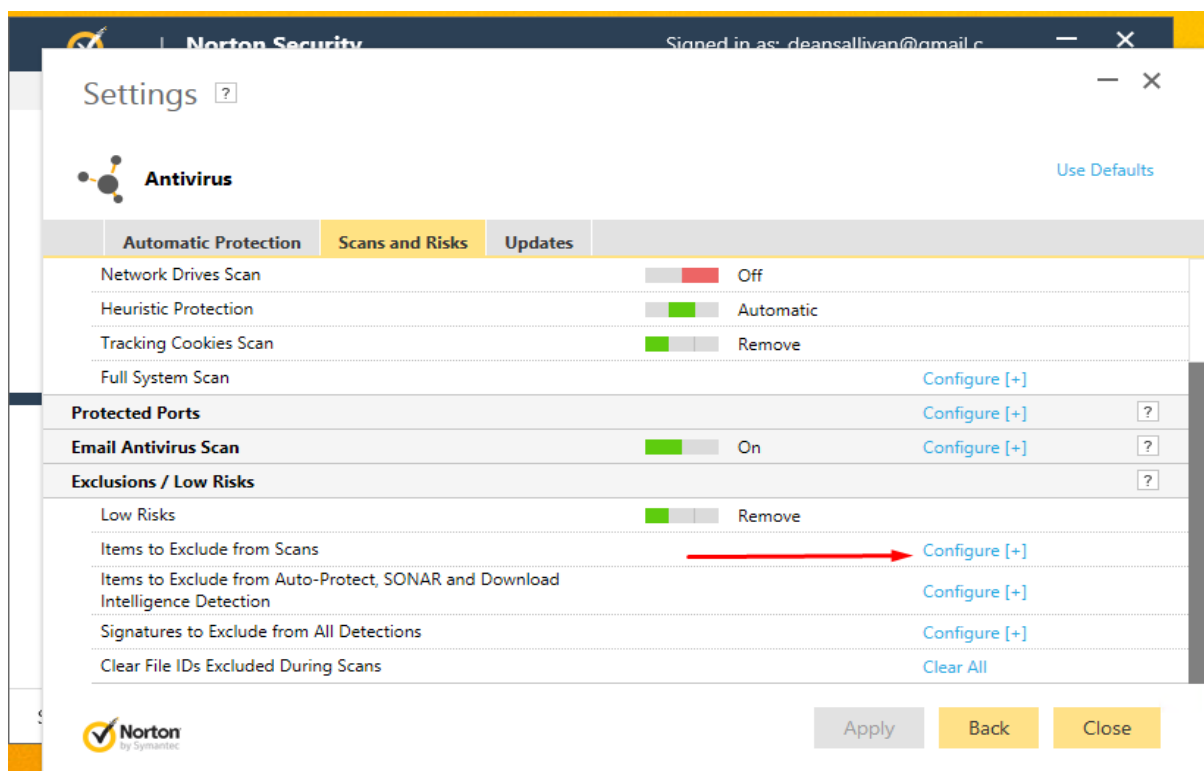 Norton Security Signed in as: deansallivan@gmail.c
Settings ?
Antivirus Use Defaults
Automatic Protection Scans and Risks Updates
Network Drives Scan Off
Heuristic Protection Automatic
Tracking Cookies Scan Remove
Full System Scan Configure [+]
Protected Ports Configure [+] ?
Email Antivirus Scan On Configure [+] ?
Exclusions / Low Risks ?
Low Risks Remove
Items to Exclude from Scans Configure [+]
Items to Exclude from Auto-Protect, SONAR and Download
Intelligence Detection Configure [+]
Signatures to Exclude from All Detections Configure [+]
Clear File IDs Excluded During Scans Clear All
Norton
by Symantec
Apply Back Close